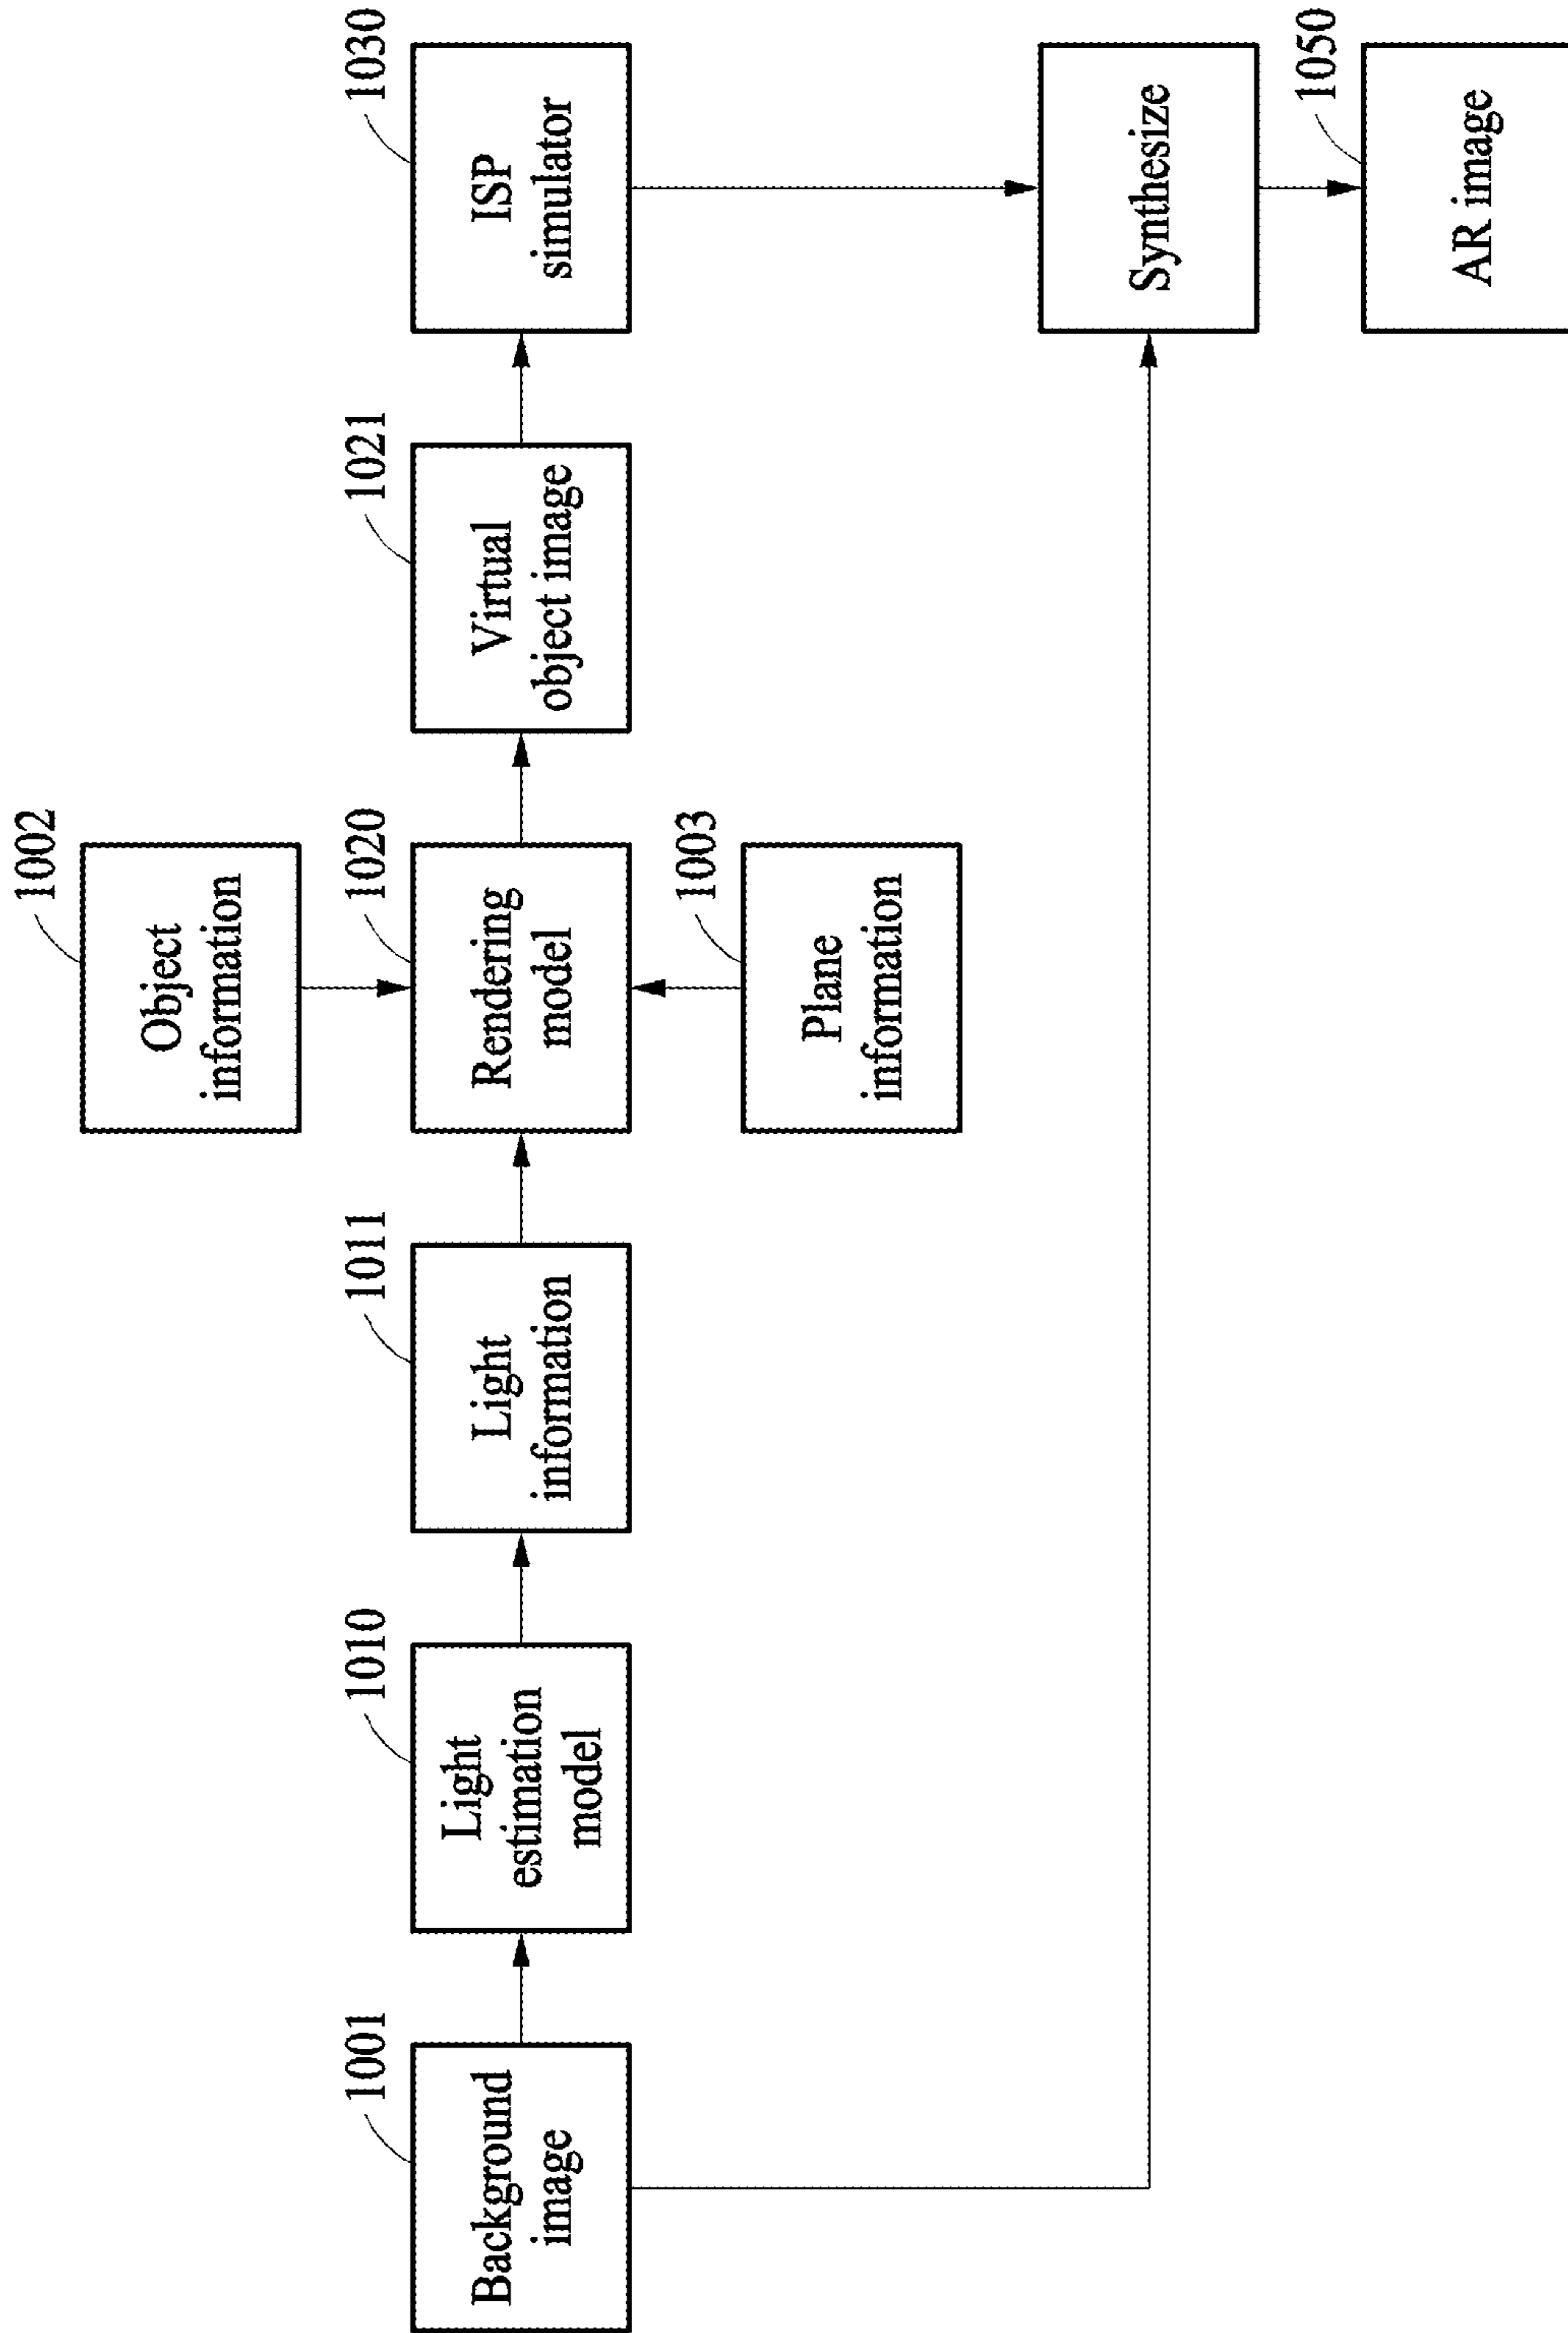 1002
Object
information
1001
Background
image
1010
Light
estimation
model
1011
Light
information
1020
Rendering
model
1021
Virtual
object image
1030
ISP
simulator
1003
Plane
information
Synthesize
1050
AR image